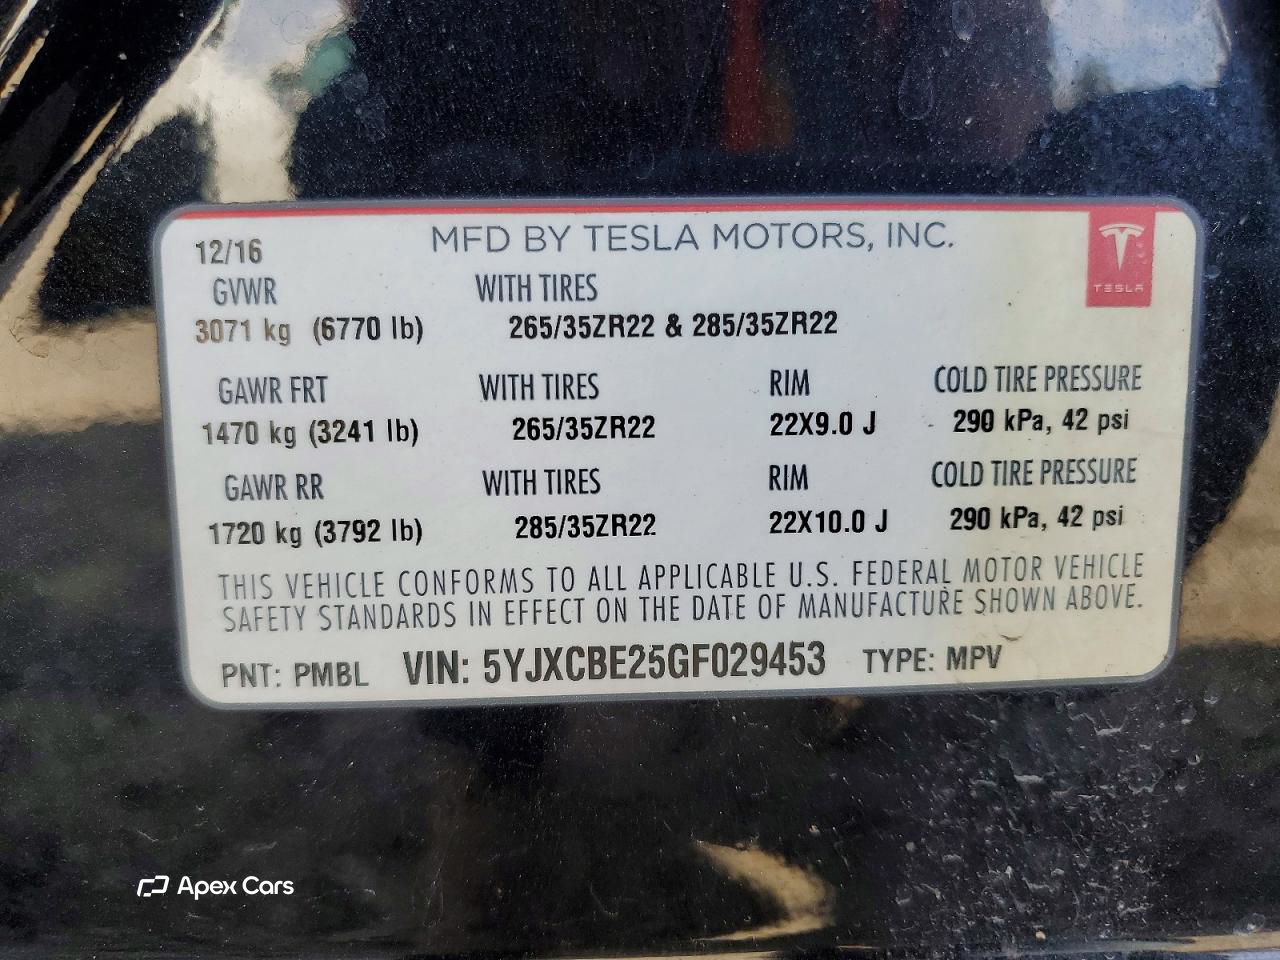 12/16 MFD BY TESLA MOTORS, INC.
TESLA
GVWR WITH TIRES
3071 kg (6770 lb) 265/35ZR22 & 285/35ZR22
GAWR FRT WITH TIRES RIM COLD TIRE PRESSURE
1470 kg (3241 lb) 265/35ZR22 22X9.0 J 290 kPa, 42 psi
GAWR RR WITH TIRES RIM COLD TIRE PRESSURE
1720 kg (3792 lb) 285/35ZR22 22X10.0 J 290 kPa, 42 psi
THIS VEHICLE CONFORMS TO ALL APPLICABLE U.S. FEDERAL MOTOR VEHICLE
SAFETY STANDARDS IN EFFECT ON THE DATE OF MANUFACTURE SHOWN ABOVE.
PNT: PMBL VIN: 5YJXCBE25GF029453 TYPE: MPV
Apex Cars